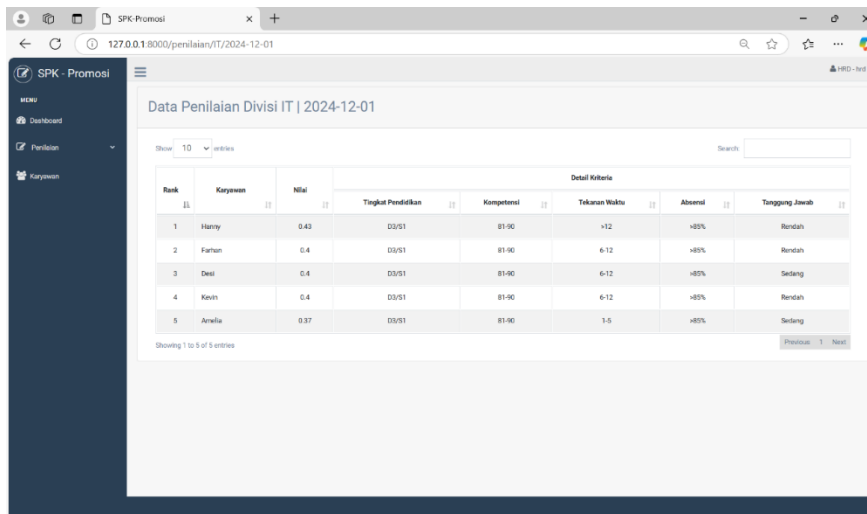 SPK-Promosi
127.0.0.1:8000/penilaian/IT/2024-12-01
SPK - Promosi
HRD - hrd
MENU
Dashboard
Penilaian
Karyawan
Data Penilaian Divisi IT | 2024-12-01
Show 10 entries
Search:
Rank Karyawan Nilai Detail Kriteria
Tingkat Pendidikan Kompetensi Tekanan Waktu Absensi Tanggung Jawab
1 Hanny 0.43 D3/S1 81-90 >12 >85% Rendah
2 Farhan 0.4 D3/S1 81-90 6-12 >85% Rendah
3 Desi 0.4 D3/S1 81-90 6-12 >85% Sedang
4 Kevin 0.4 D3/S1 81-90 6-12 >85% Rendah
5 Amelia 0.37 D3/S1 81-90 1-5 >85% Sedang
Showing 1 to 5 of 5 entries
Previous 1 Next